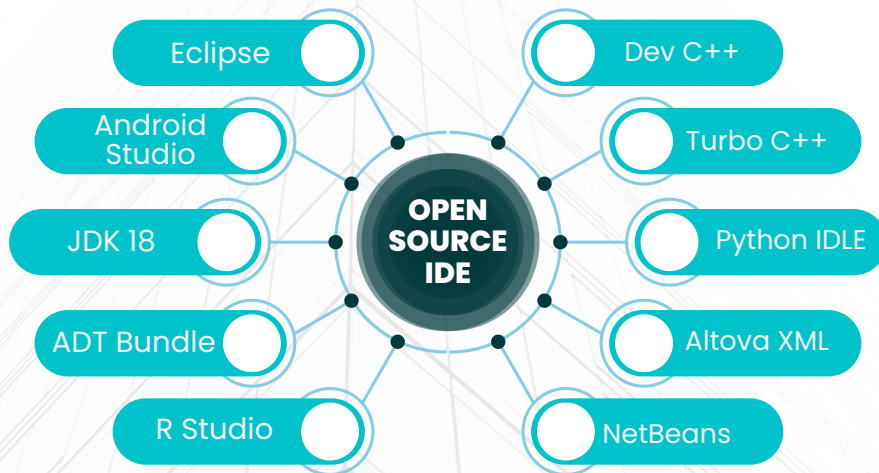 Eclipse
Android
Studio
JDK 18
ADT Bundle
R Studio
OPEN
SOURCE
IDE
Dev C++
Turbo C++
Python IDLE
Altova XML
NetBeans